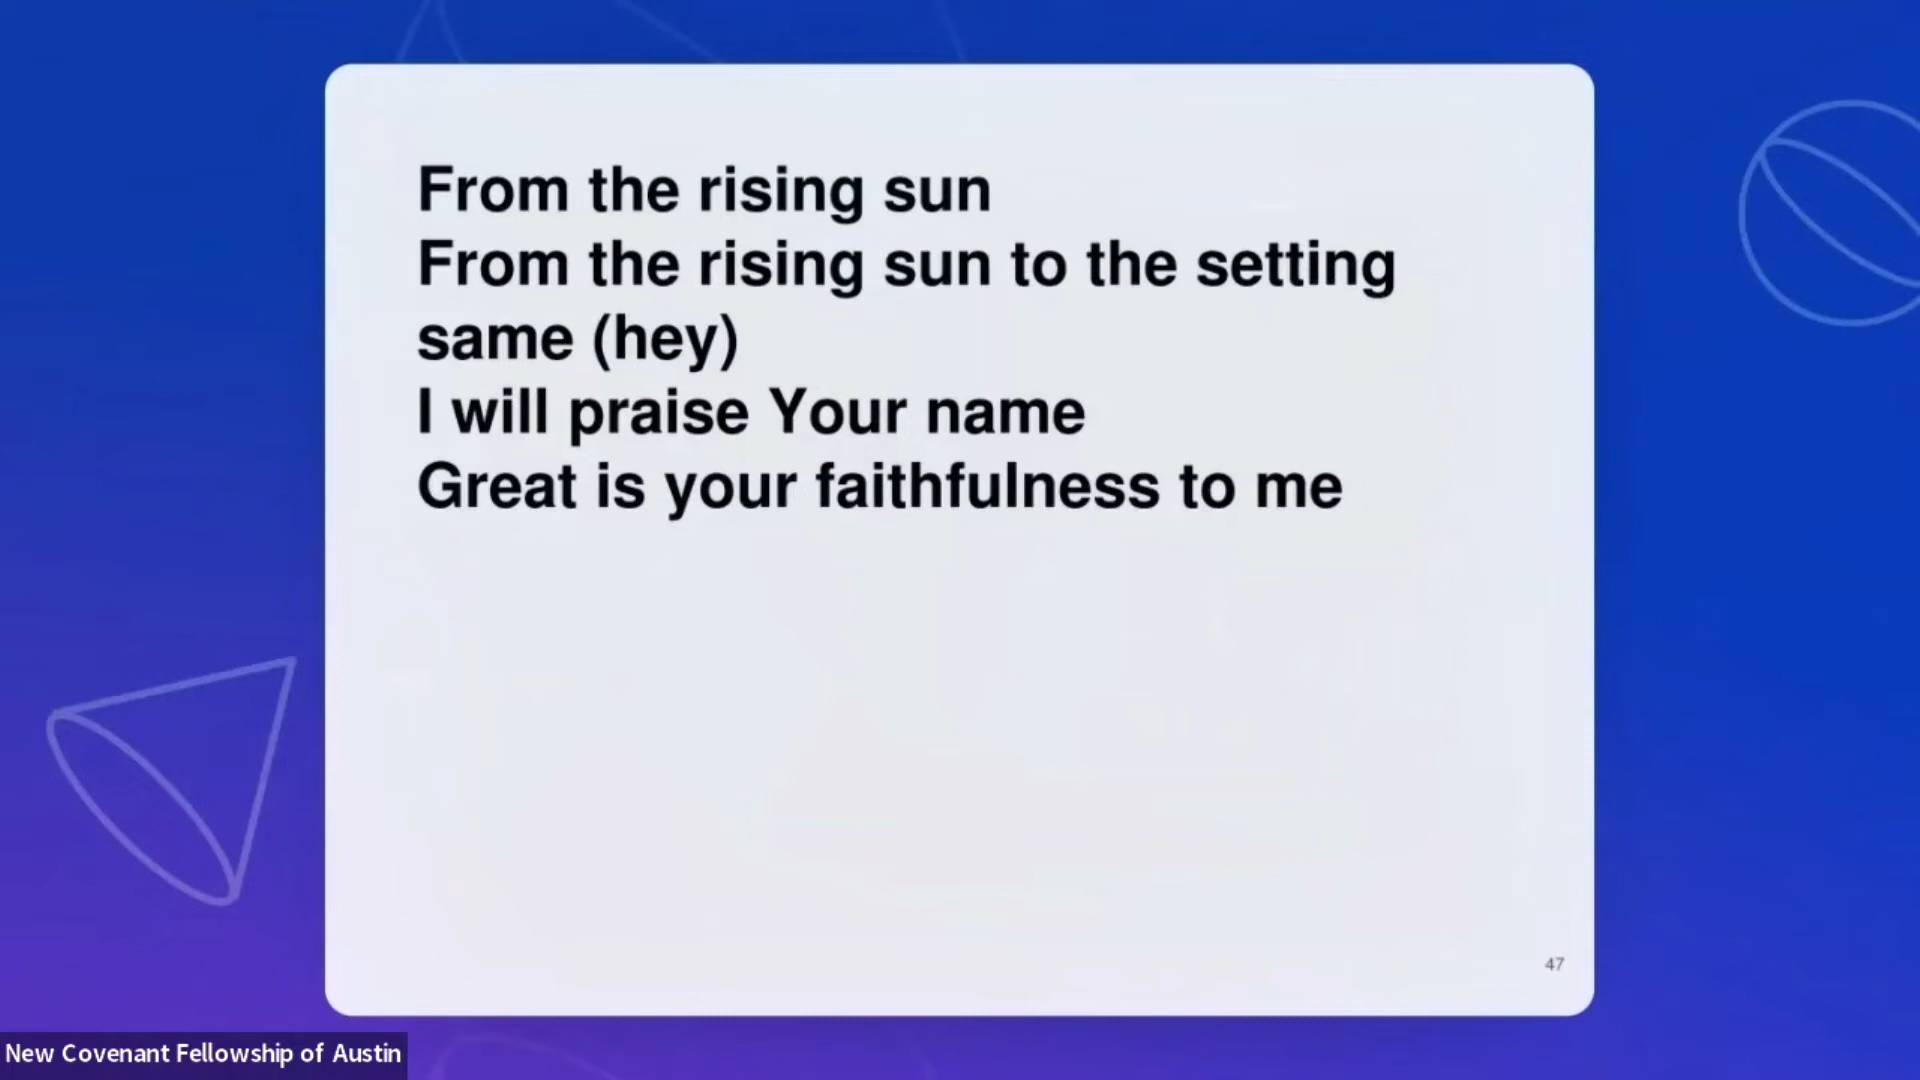 From the rising sun
From the rising sun to the setting
same (hey)
I will praise Your name
Great is your faithfulness to me
47
New Covenant Fellowship of Austin